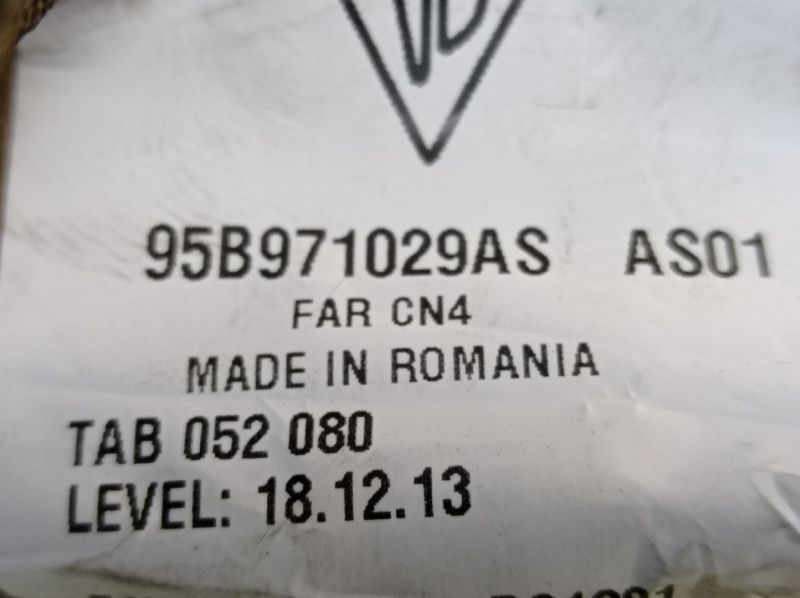 95B971029AS AS01
FAR CN4
MADE IN ROMANIA
TAB 052 080
LEVEL: 18.12.13